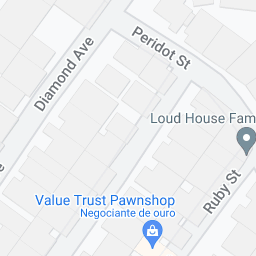 Peridot St
Diamond Ave
Loud House Fam
Ruby St
Value Trust Pawnshop
Negociante de ouro